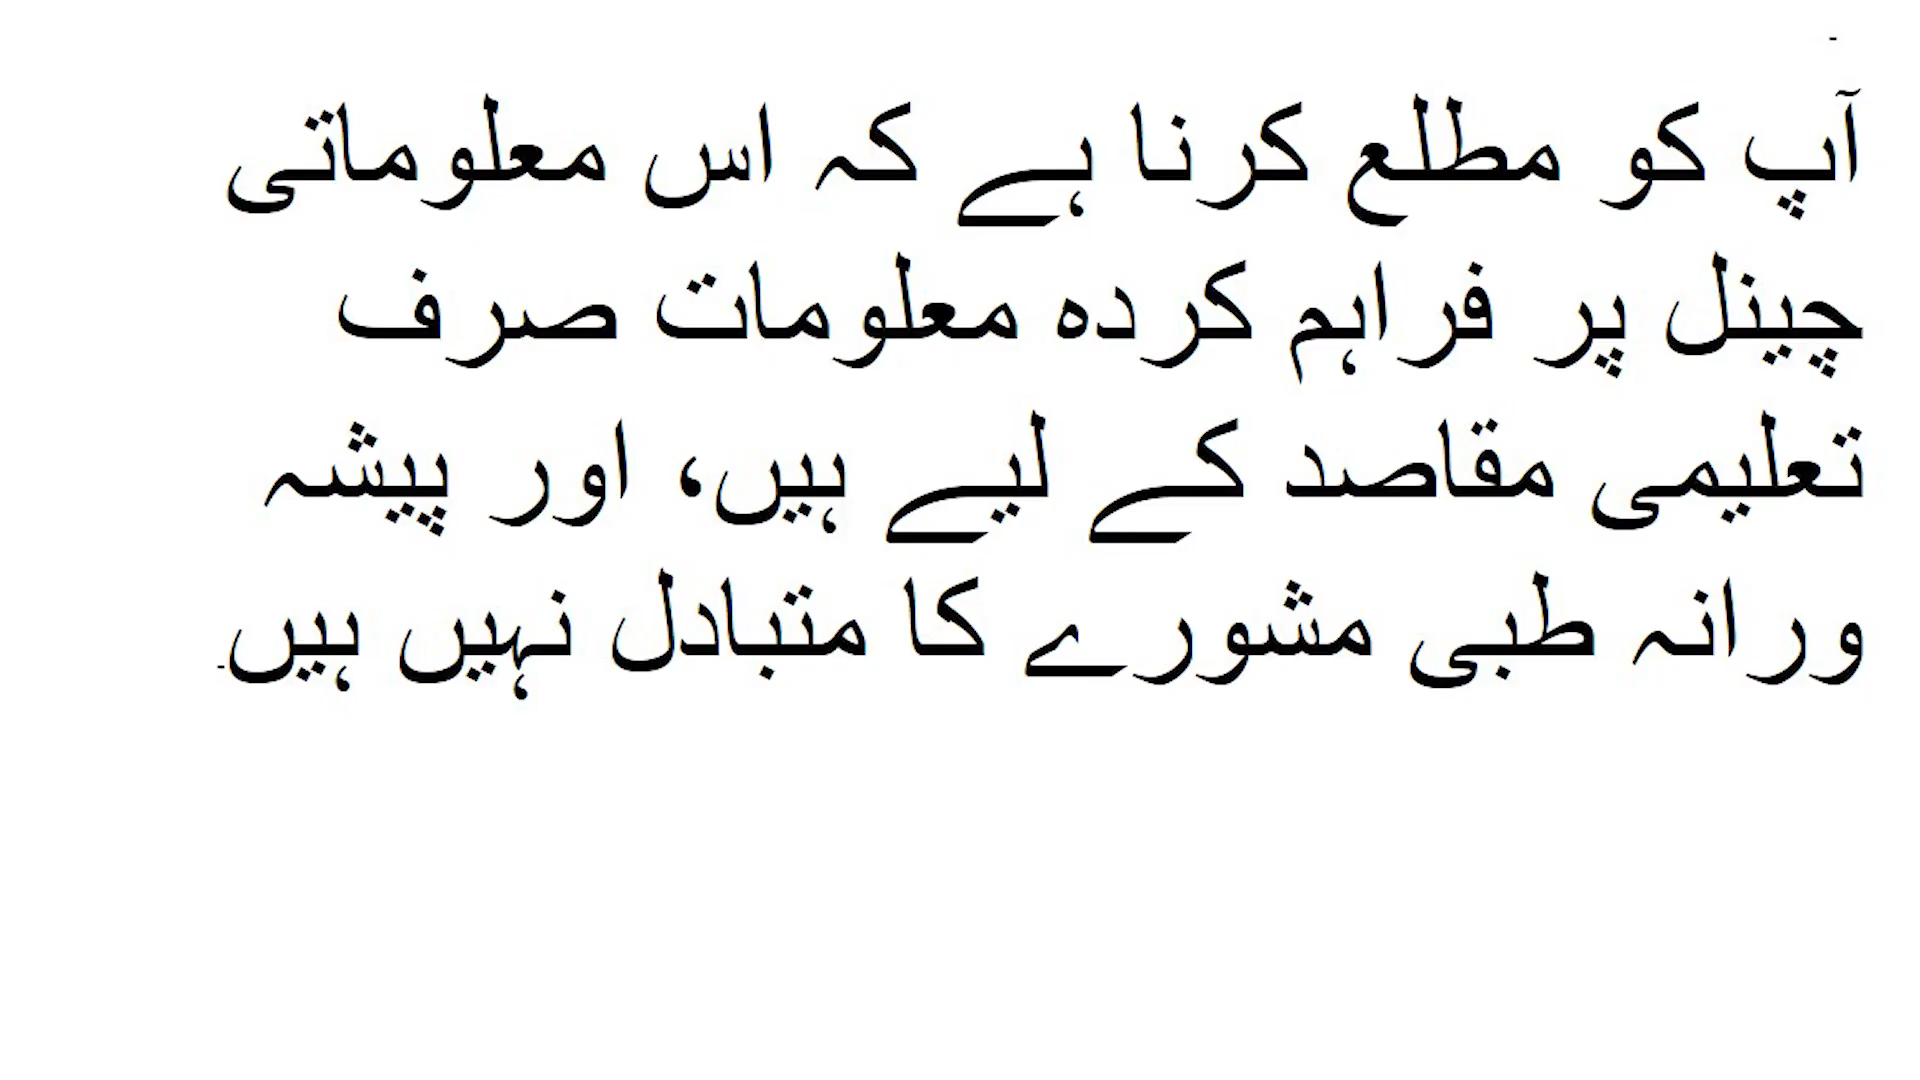 ۔
آپ کو مطلع کرنا ہے کہ اس معلوماتی
چینل پر فراہم کردہ معلومات صرف
تعلیمی مقاصد کے لیے ہیں، اور پیشہ
ورانہ طبی مشورے کا متبادل نہیں ہیں۔